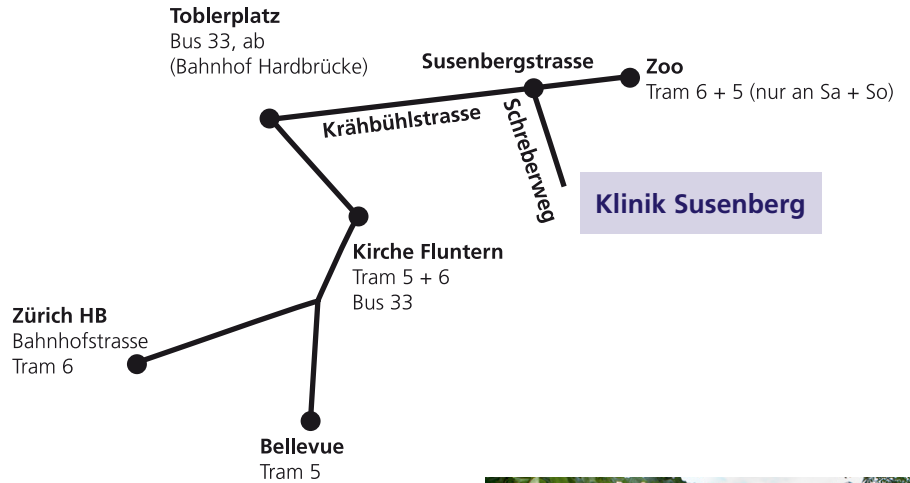 Toblerplatz
Bus 33, ab
(Bahnhof Hardbrücke)
Susenbergstrasse
Zoo
Tram 6 + 5 (nur an Sa + So)
Krähbühlstrasse
Schreberweg
Klinik Susenberg
Kirche Fluntern
Tram 5 + 6
Bus 33
Zürich HB
Bahnhofstrasse
Tram 6
Bellevue
Tram 5